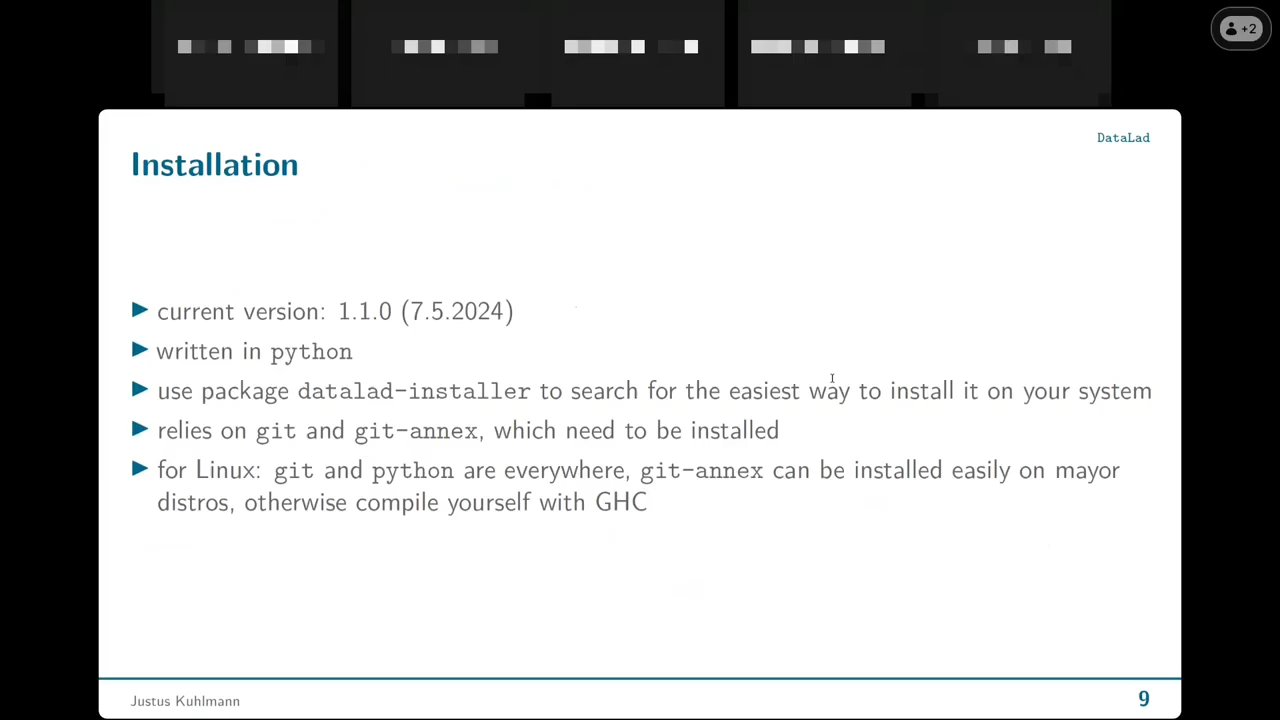 +2
DataLad
Installation
current version: 1.1.0 (7.5.2024)
written in python
use package datalad-installer to search for the easiest way to install it on your system
relies on git and git-annex, which need to be installed
for Linux: git and python are everywhere, git-annex can be installed easily on mayor
distros, otherwise compile yourself with GHC
Justus Kuhlmann
9